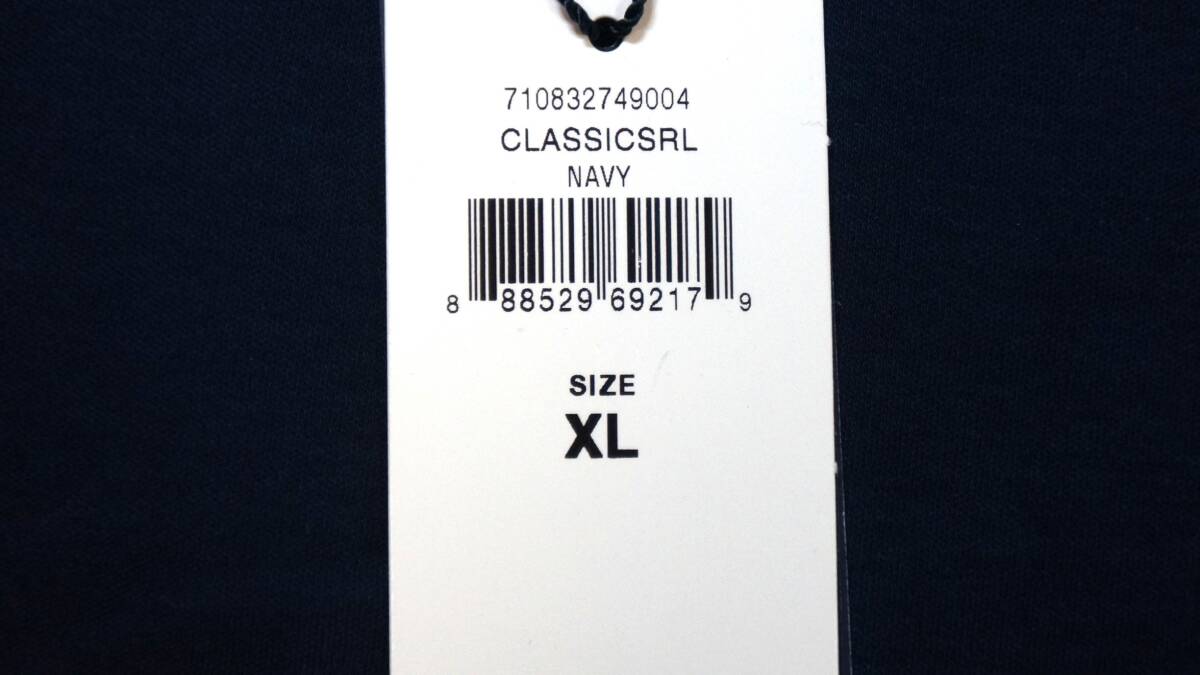 710832749004
CLASSICSRL
NAVY
8 88529 69217 9
SIZE
XL